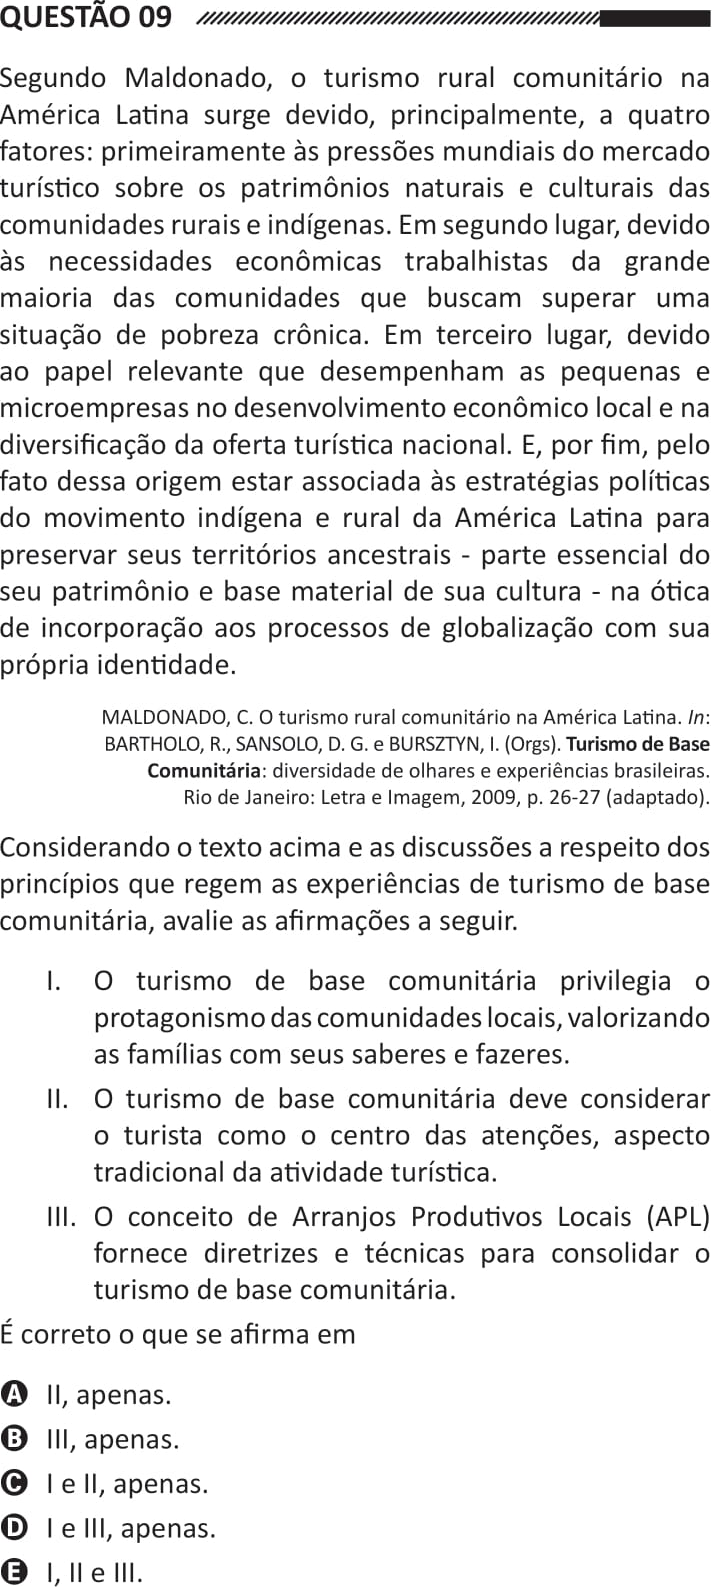 QUESTÃO 09
Segundo Maldonado, o turismo rural comunitário na
América Latina surge devido, principalmente, a quatro
fatores: primeiramente às pressões mundiais do mercado
turístico sobre os patrimônios naturais e culturais das
comunidades rurais e indígenas. Em segundo lugar, devido
às necessidades econômicas trabalhistas da grande
maioria das comunidades que buscam superar uma
situação de pobreza crônica. Em terceiro lugar, devido
ao papel relevante que desempenham as pequenas e
microempresas no desenvolvimento econômico local e na
diversificação da oferta turística nacional. E, por fim, pelo
fato dessa origem estar associada às estratégias políticas
do movimento indígena e rural da América Latina para
preservar seus territórios ancestrais - parte essencial do
seu patrimônio e base material de sua cultura - na ótica
de incorporação aos processos de globalização com sua
própria identidade.
MALDONADO, C. O turismo rural comunitário na América Latina. In:
BARTHOLO, R., SANSOLO, D. G. e BURSZTYN, I. (Orgs). Turismo de Base
Comunitária: diversidade de olhares e experiências brasileiras.
Rio de Janeiro: Letra e Imagem, 2009, p. 26-27 (adaptado).
Considerando o texto acima e as discussões a respeito dos
princípios que regem as experiências de turismo de base
comunitária, avalie as afirmações a seguir.
I. O turismo de base comunitária privilegia o
protagonismo das comunidades locais, valorizando
as famílias com seus saberes e fazeres.
II. O turismo de base comunitária deve considerar
o turista como o centro das atenções, aspecto
tradicional da atividade turística.
III. O conceito de Arranjos Produtivos Locais (APL)
fornece diretrizes e técnicas para consolidar o
turismo de base comunitária.
É correto o que se afirma em
A II, apenas.
B III, apenas.
C I e II, apenas.
D I e III, apenas.
E I, II e III.